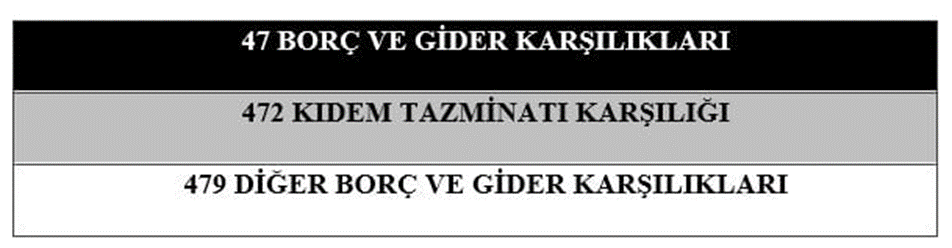 47 BORÇ VE GİDER KARŞILIKLARI
472 KIDEM TAZMİNATI KARŞILIĞI
479 DİĞER BORÇ VE GİDER KARŞILIKLARI